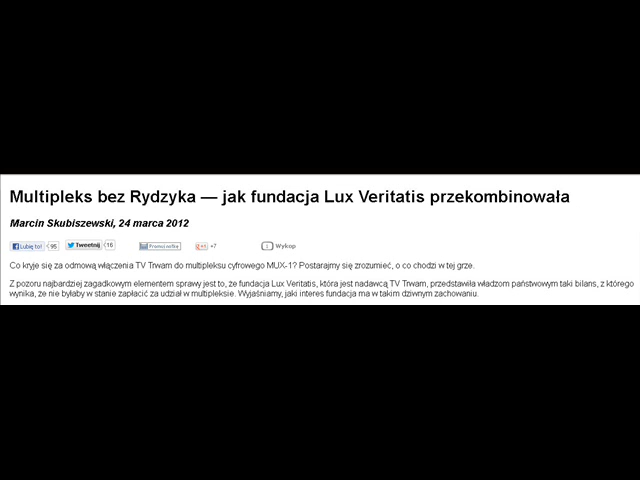 Multipleks bez Rydzyka — jak fundacja Lux Veritatis przekombinowała
Marcin Skubiszewski, 24 marca 2012
Lubię to! 95 Tweetnij 16 Promuj notkę +1 +7 Wykop
Co kryje się za odmową włączenia TV Trwam do multipleksu cyfrowego MUX-1? Postarajmy się zrozumieć, o co chodzi w tej grze.
Z pozoru najbardziej zagadkowym elementem sprawy jest to, że fundacja Lux Veritatis, która jest nadawcą TV Trwam, przedstawiła władzom państwowym taki bilans, z którego
wynika, że nie byłaby w stanie zapłacić za udział w multipleksie. Wyjaśniamy, jaki interes fundacja ma w takim dziwnym zachowaniu.